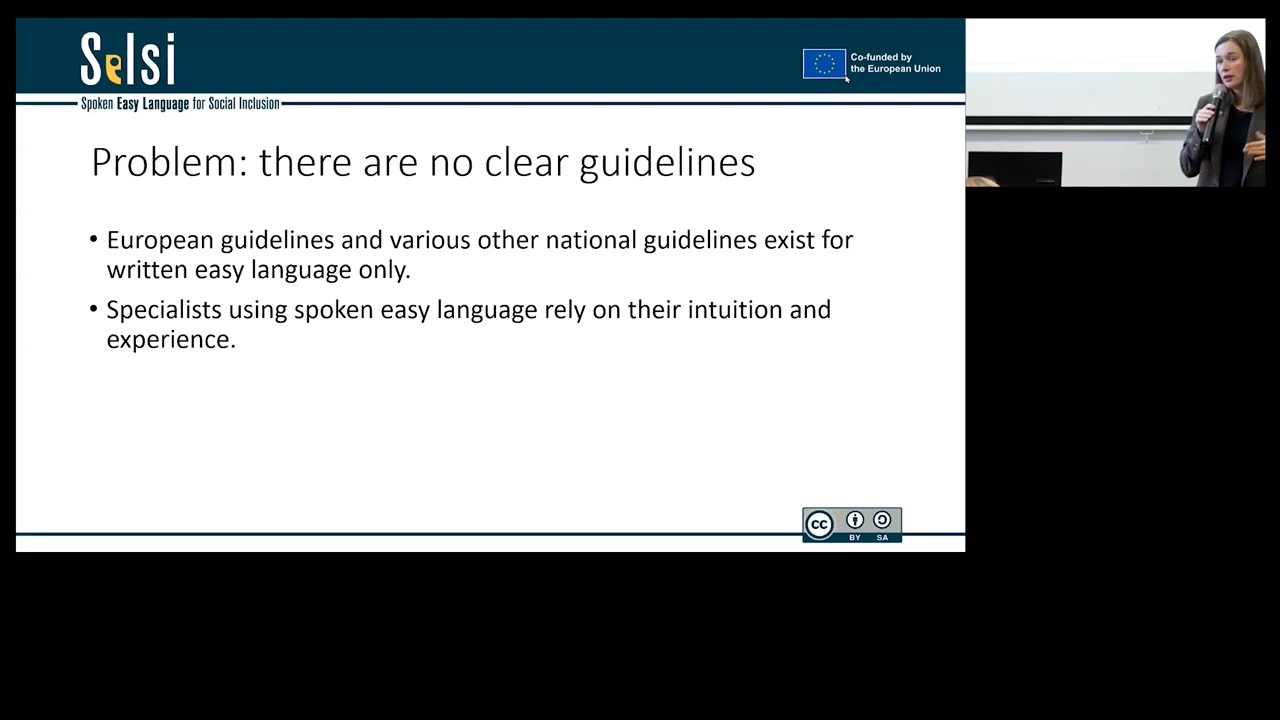 Selsi
Spoken Easy Language for Social Inclusion
Co-funded by
the European Union
Problem: there are no clear guidelines
• European guidelines and various other national guidelines exist for
written easy language only.
• Specialists using spoken easy language rely on their intuition and
experience.
cc
BY SA